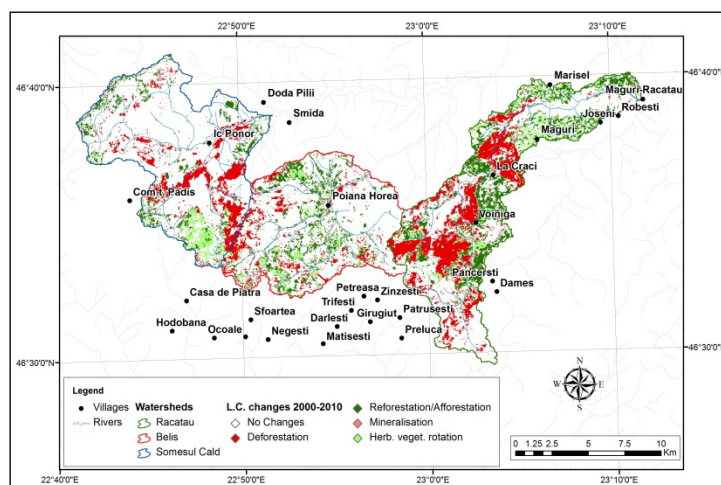 22°50'0"E 23°0'0"E 23°10'0"E
46°40'0"N 46°40'0"N
Marisel
Doda Pilii
Maguri-Racatau
Smida
Joseni Robesti
Ic Ponor
Maguri
La Craci
Com.t. Padis
Poiana Horea
Voiniga
Pancersti
Dames
Casa de Piatra
Petreasa Zinzesti
Trifesti
Sfoartea
Girugiut Patrusesti
Hodobana
Darlesti
Ocoale
Negesti
Matisesti
Preluca
46°30'0"N 46°30'0"N
N
W E
S
Legend
Villages
Rivers
Watersheds
Racatau
Belis
Somesul Cald
L.C. changes 2000-2010
No Changes
Deforestation
Reforestation/Afforestation
Mineralisation
Herb. veget. rotation
0 1.25 2.5 5 7.5 10
Km
22°40'0"E 22°50'0"E 23°0'0"E 23°10'0"E